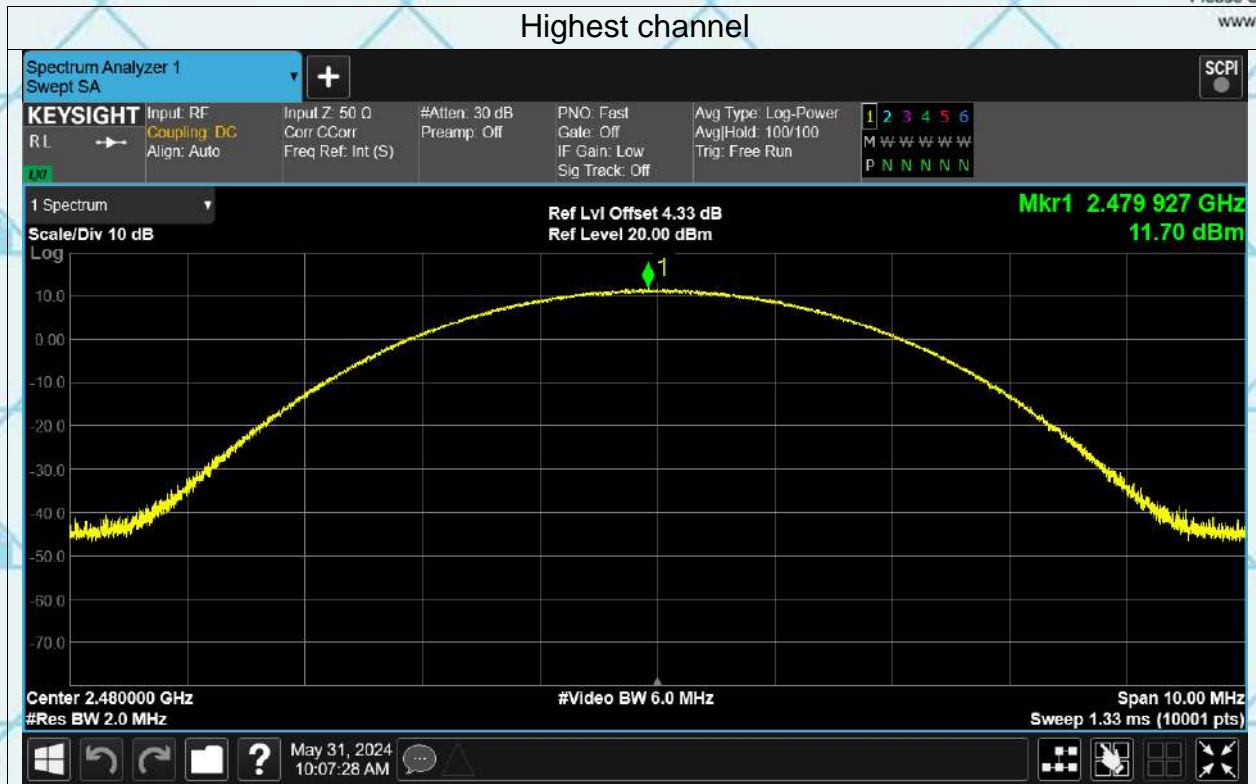 www
Highest channel
Spectrum Analyzer 1
Swept SA
+
SCPI
KEYSIGHT
Input: RF
Input Z: 50 Ω
#Atten: 30 dB
PNO: Fast
Avg Type: Log-Power
1 2 3 4 5 6
R L
Coupling: DC
Corr CCorr
Preamp: Off
Gate: Off
Avg|Hold: 100/100
M W W W W W
Align: Auto
Freq Ref: Int (S)
IF Gain: Low
Trig: Free Run
P N N N N N
LXI
Sig Track: Off
1 Spectrum
Ref Lvl Offset 4.33 dB
Mkr1 2.479 927 GHz
Scale/Div 10 dB
Ref Level 20.00 dBm
11.70 dBm
Log
1
10.0
0.00
-10.0
-20.0
-30.0
-40.0
-50.0
-60.0
-70.0
Center 2.480000 GHz
#Video BW 6.0 MHz
Span 10.00 MHz
#Res BW 2.0 MHz
Sweep 1.33 ms (10001 pts)
?
May 31, 2024
10:07:28 AM